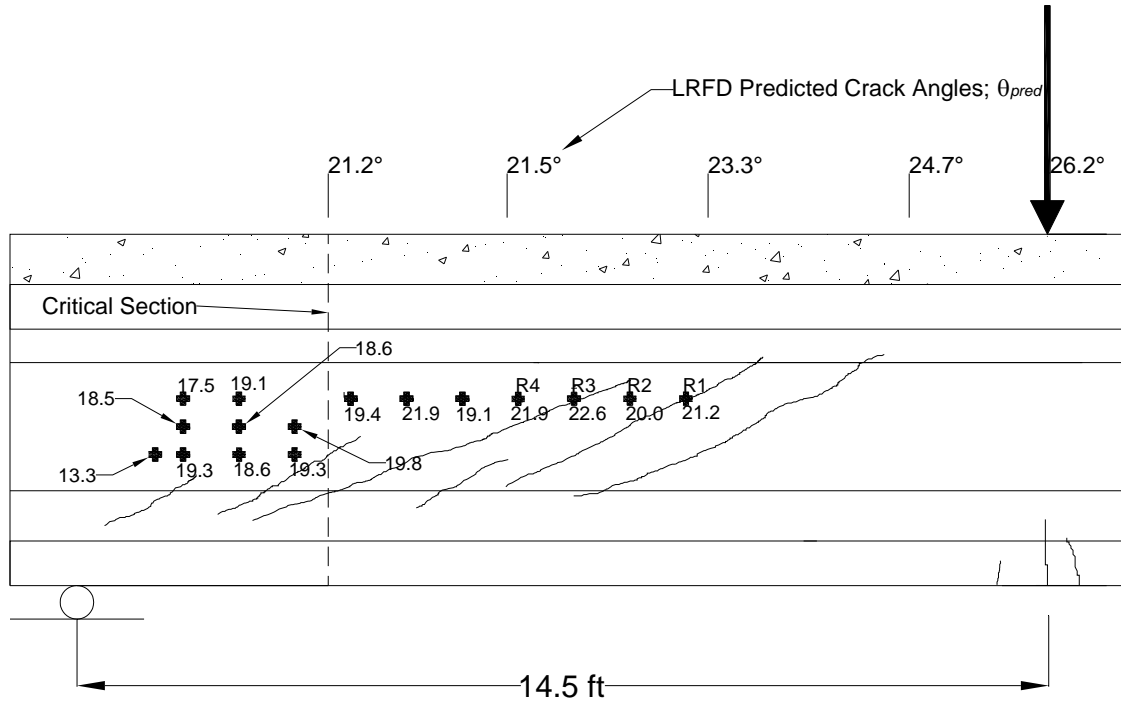 LRFD Predicted Crack Angles; θpred
21.2° 21.5° 23.3° 24.7° 26.2°
Critical Section
18.6
17.5 19.1 R4 R3 R2 R1
18.5 19.4 21.9 19.1 21.9 22.6 20.0 21.2
13.3 19.3 18.6 19.3 19.8
14.5 ft